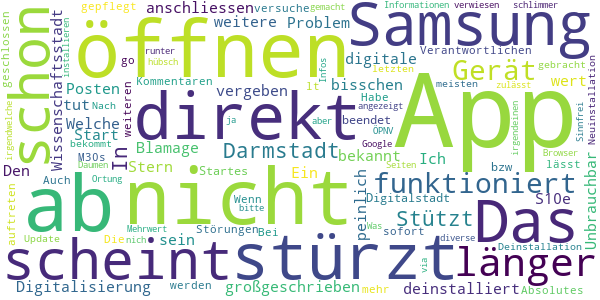 gepflegt
anschliessen
versuche
Informationen
verwiesen
schlimmer
geschlossen
installieren
öffnen
runter
hübsch
gemacht
weitere
Problem
Samsung
schon
Wissenschaftsstadt
go
Infos
Kommentaren
digitale
Verantwortlichen
letzten
Posten
weiteren
vergeben
lt
bisschen
meisten
Gerät
gebracht
wert
Neuinstallation
tut
Nach
direkt
Habe
angezeigt
App
zulässt
irgendwelche
Welche
bekommt
ja
aber
beendet
ÖPNV
Sinnfrei
irgendeinen
Start
M30s
In
Blamage
Darmstadt
Google
Browser
lässt
Den
Daumen
Stern
bekannt
Ich
bzw
Unbrauchbar
Auch
Ortung
Startes
Ein
seiten
auftreten
ab
nicht
Wenn
bitte
peinlich
funktioniert
Digitalstadt
S10e
Das
Update
Die
sein
Störungen
Bei
Mehrwert
Stützt
Was
sofort
diverse
Deinstallation
scheint
stürzt
länger
via
Digitalisierung
werden
großgeschrieben
mehr
deinstalliert
Absolutes